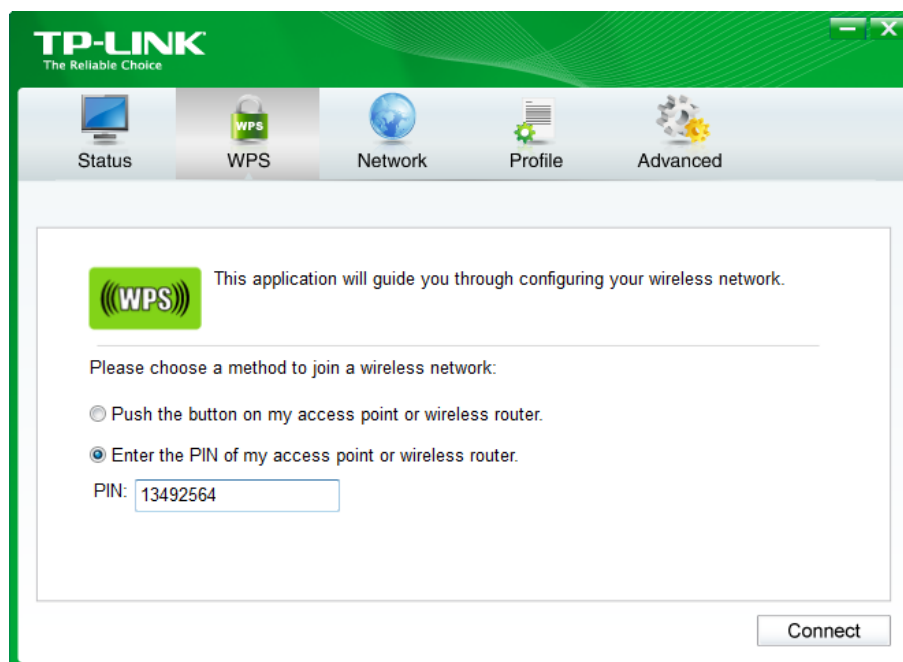 TP-LINK
The Reliable Choice
WPS
Status WPS Network Profile Advanced
WPS
This application will guide you through configuring your wireless network.
Please choose a method to join a wireless network:
Push the button on my access point or wireless router.
Enter the PIN of my access point or wireless router.
PIN: 13492564
Connect